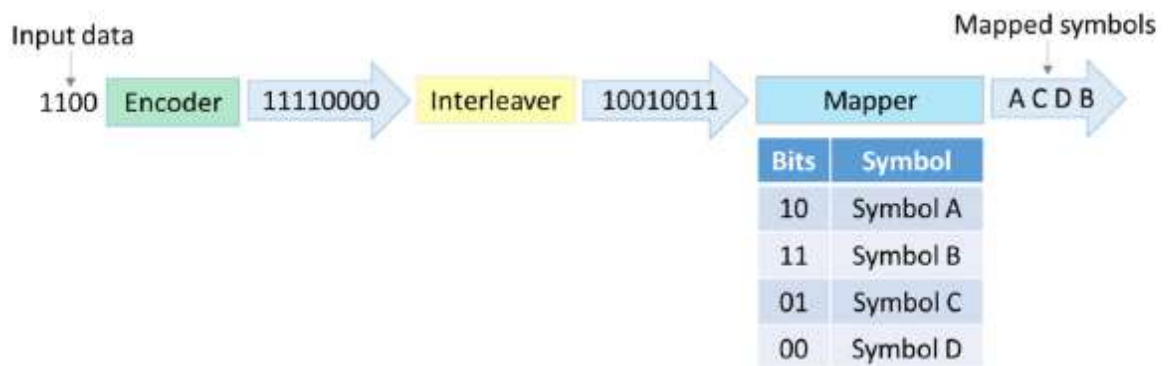 Input data
Mapped symbols
1100 Encoder 11110000 Interleaver 10010011 Mapper A C D B
Bits Symbol
10 Symbol A
11 Symbol B
01 Symbol C
00 Symbol D